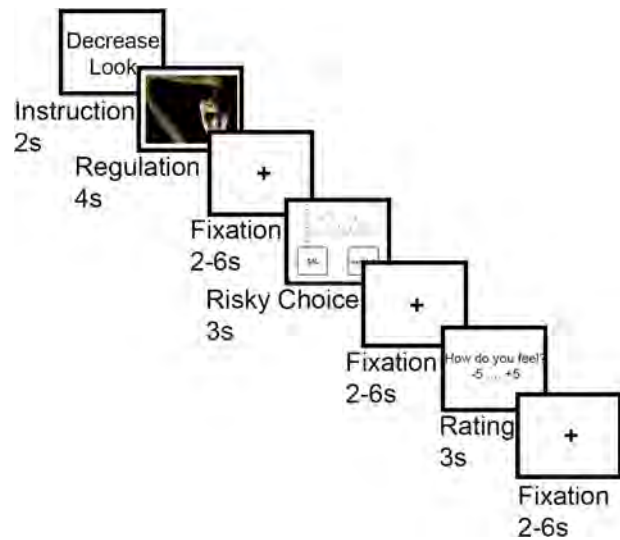 Decrease
Look
Instruction
2s
Regulation
4s
+
Fixation
2-6s
Risky Choice
3s
+
Fixation
2-6s
How do you feel?
-5 ... +5
Rating
3s
+
Fixation
2-6s